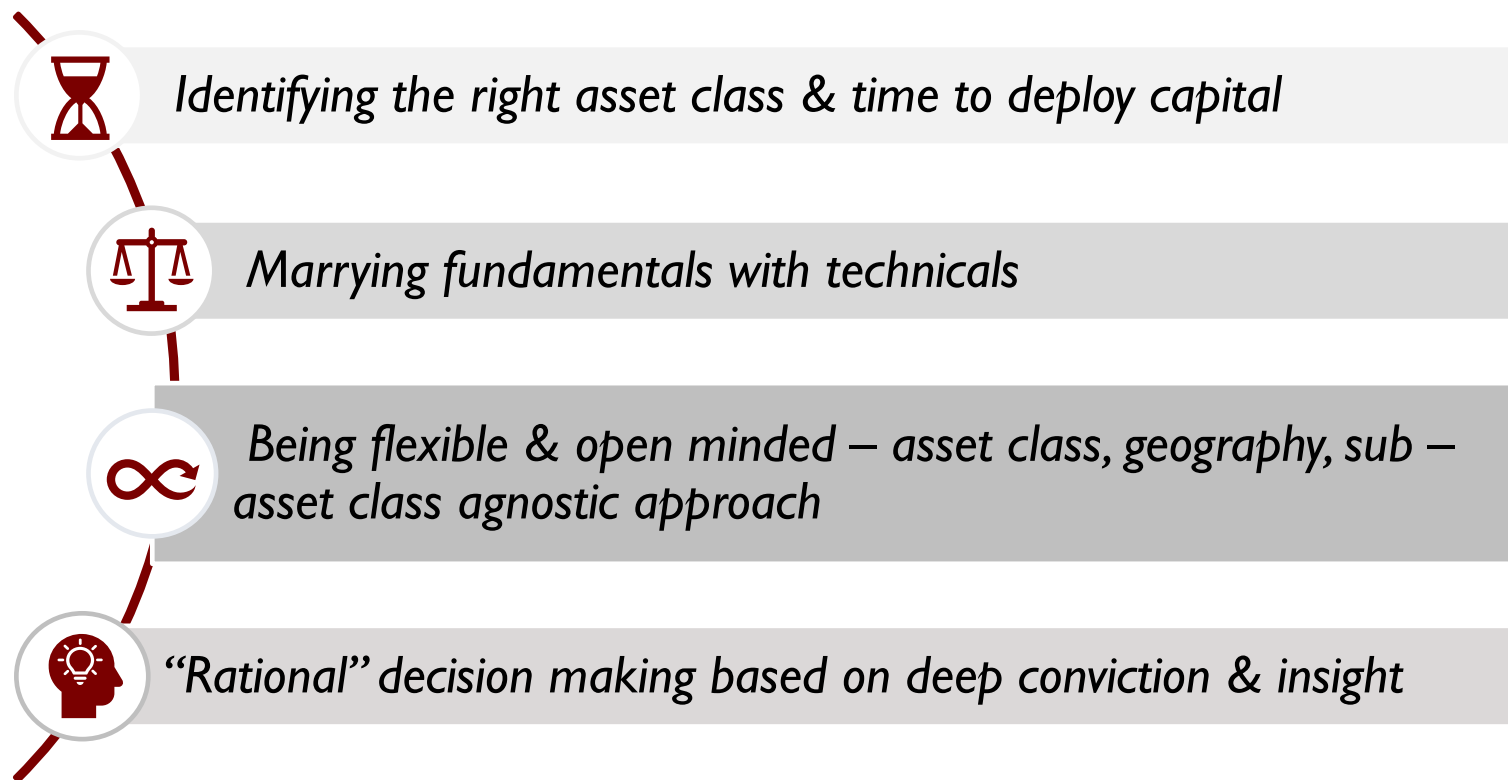 Identifying the right asset class & time to deploy capital
Marrying fundamentals with technicals
Being flexible & open minded – asset class, geography, sub –
asset class agnostic approach
“Rational” decision making based on deep conviction & insight